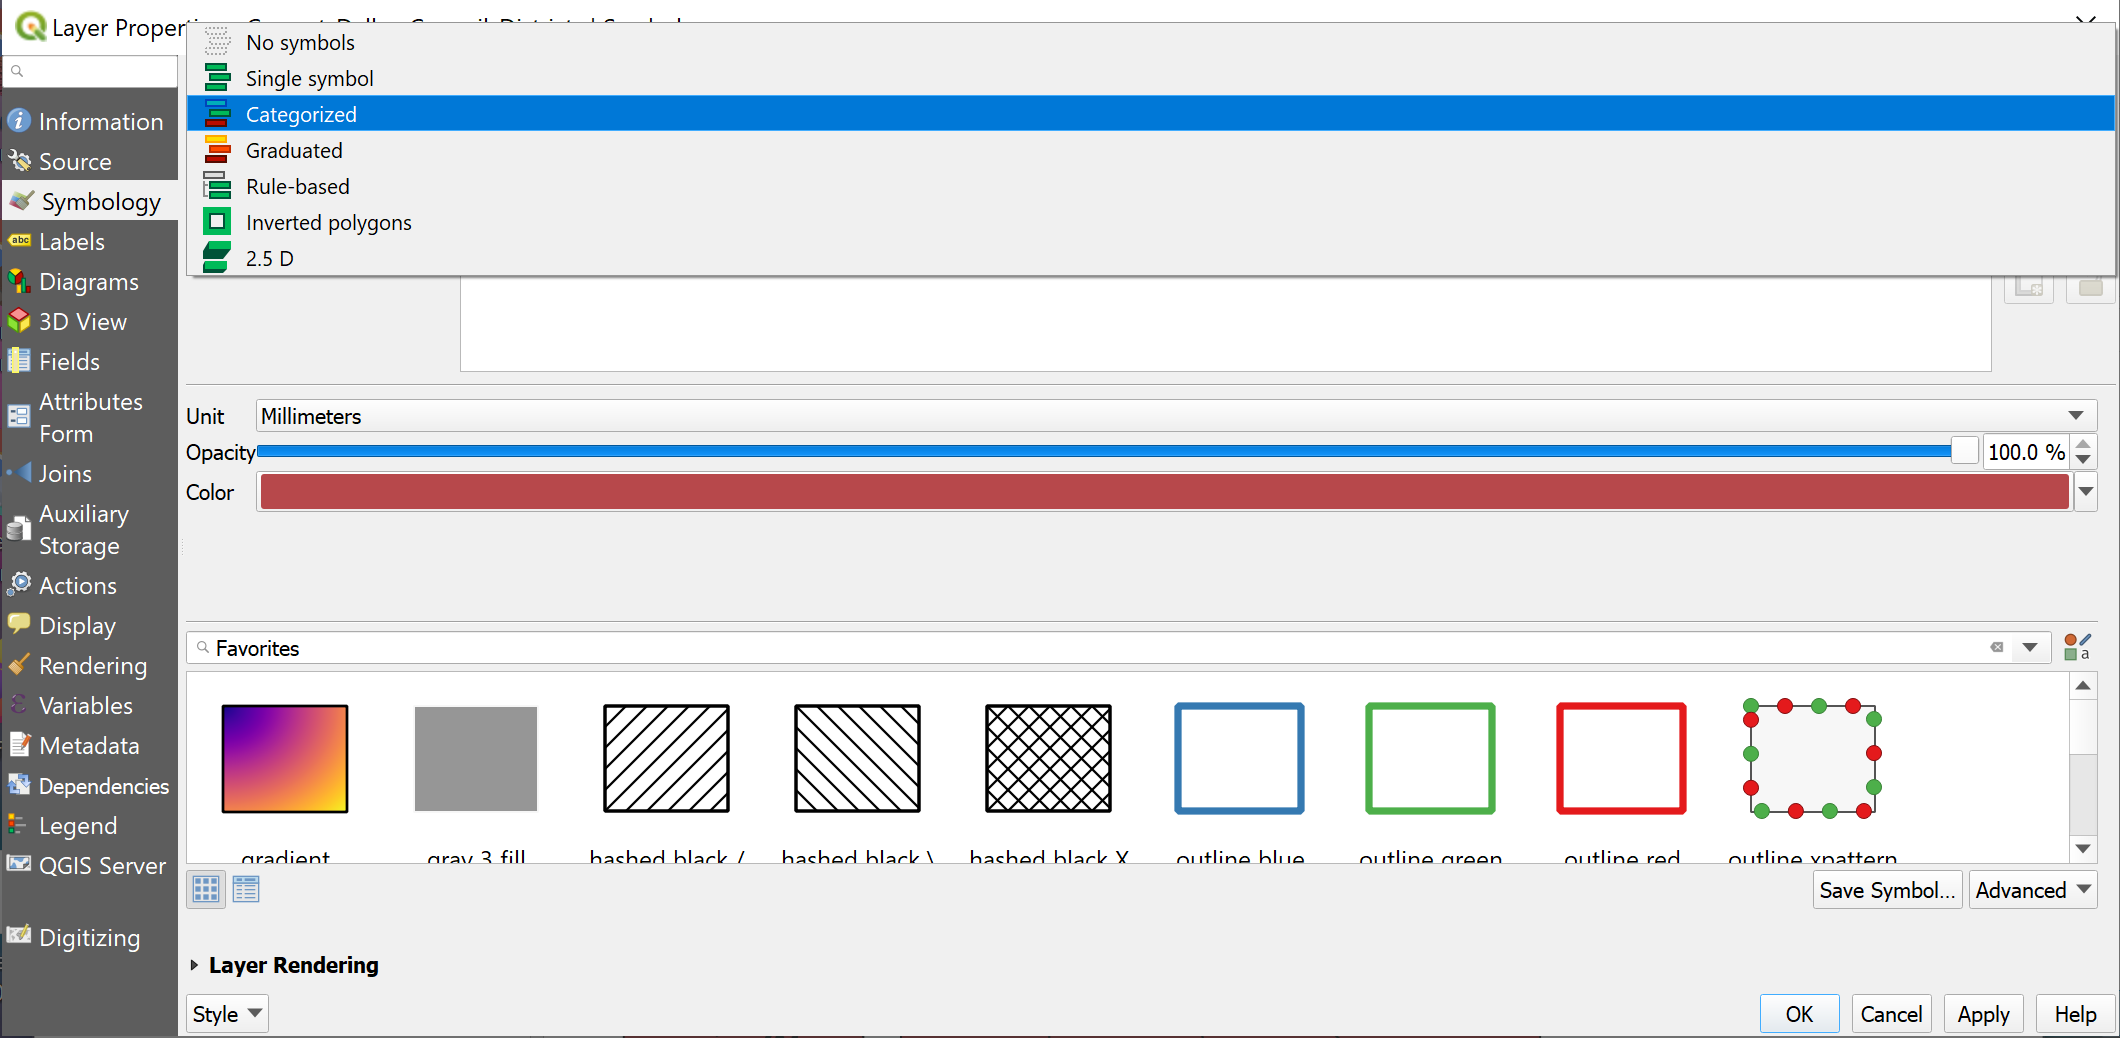 Layer Proper
No symbols
Single symbol
Categorized
Graduated
Rule-based
Inverted polygons
2.5 D
Information
Source
Symbology
Labels
Diagrams
3D View
Fields
Attributes
Form
Joins
Auxiliary
Storage
Actions
Display
Rendering
Variables
Metadata
Dependencies
Legend
QGIS Server
Digitizing
Unit
Millimeters
Opacity
100.0 %
Color
Favorites
a
gradient
gray 3 fill
hashed black /
hashed black \
hashed black X
outline blue
outline green
outline red
outline xpattern
Save Symbol...
Advanced
Layer Rendering
Style
OK
Cancel
Apply
Help
abc